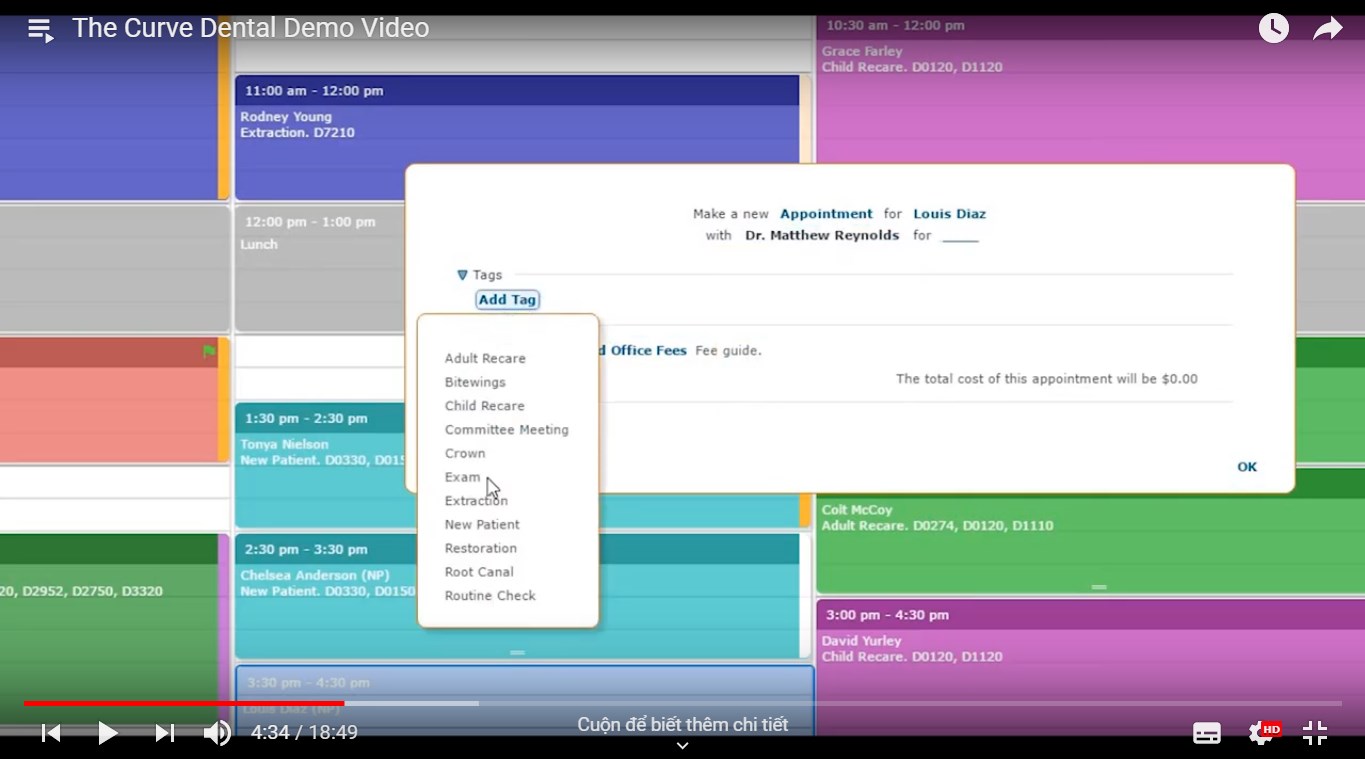 The Curve Dental Demo Video
10:30 am - 12:00 pm
Grace Farley
Child Recare. D0120, D1120
11:00 am - 12:00 pm
Rodney Young
Extraction. D7210
12:00 pm - 1:00 pm
Lunch
Make a new Appointment for Louis Diaz
with Dr. Matthew Reynolds for
Tags
Add Tag
Office Fees Fee guide.
The total cost of this appointment will be $0.00
OK
Adult Recare
Bitewings
Child Recare
Committee Meeting
Crown
Exam
Extraction
New Patient
Restoration
Root Canal
Routine Check
1:30 pm - 2:30 pm
Tonya Nielson
New Patient. D0330,
2:30 pm - 3:30 pm
Chelsea Anderson (NP)
New Patient. D0330, D0150
20, D2952, D2750, D3320
Colt McCoy
Adult Recare. D0274, D0120, D1110
3:00 pm - 4:30 pm
David Yurley
Child Recare. D0120, D1120
3:30 pm - 4:30 pm
Louis Diaz (NP)
4:34 / 18:49
Cuộn để biết thêm chi tiết
HD